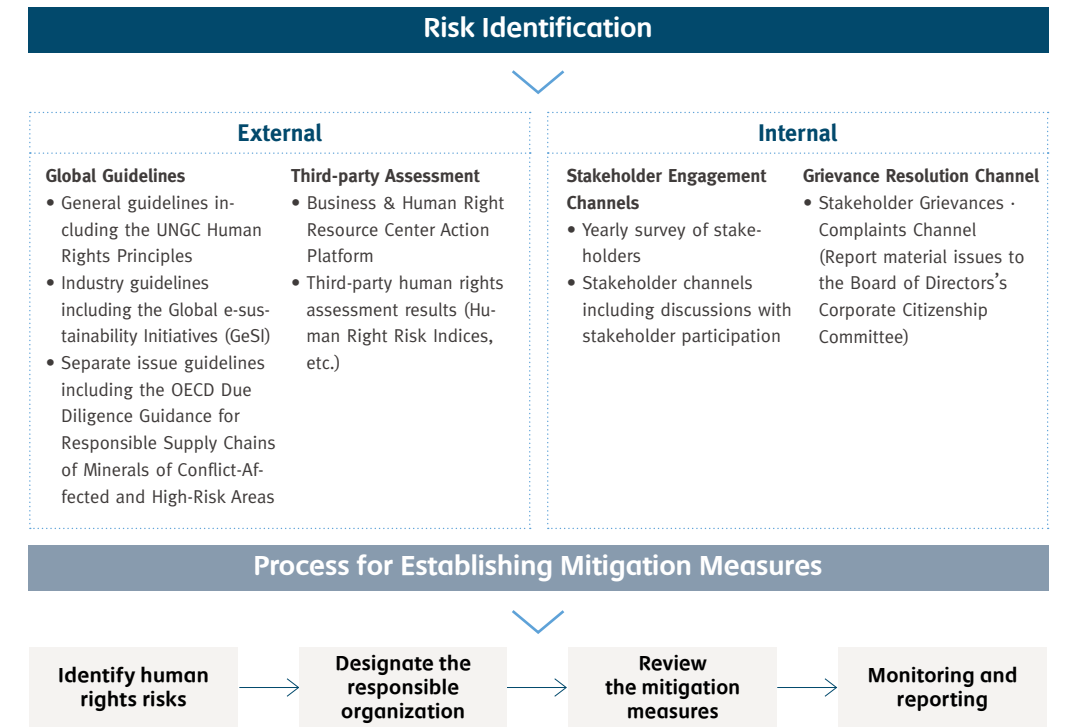 Risk Identification
External
Global Guidelines
• General guidelines in-
cluding the UNGC Human
Rights Principles
• Industry guidelines
including the Global e-sus-
tainability Initiatives (GeSI)
• Separate issue guidelines
including the OECD Due
Diligence Guidance for
Responsible Supply Chains
of Minerals of Conflict-Af-
fected and High-Risk Areas
Third-party Assessment
• Business & Human Right
Resource Center Action
Platform
• Third-party human rights
assessment results (Hu-
man Right Risk Indices,
etc.)
Internal
Stakeholder Engagement
Channels
• Yearly survey of stake-
holders
• Stakeholder channels
including discussions with
stakeholder participation
Grievance Resolution Channel
• Stakeholder Grievances ·
Complaints Channel
(Report material issues to
the Board of Directors’s
Corporate Citizenship
Committee)
Process for Establishing Mitigation Measures
Identify human
rights risks
Designate the
responsible
organization
Review
the mitigation
measures
Monitoring and
reporting